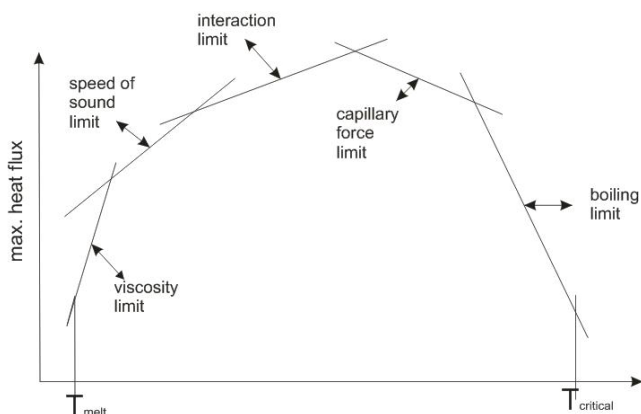 interaction
limit
speed of
sound
limit
capillary
force
limit
max. heat flux
boiling
limit
viscosity
limit
T melt
T critical